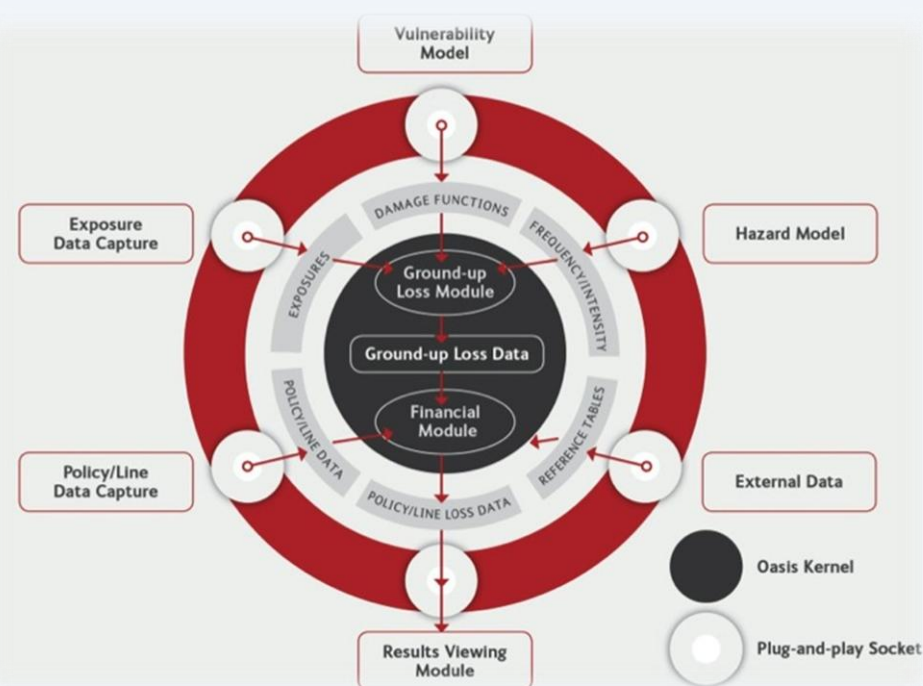 Vulnerability
Model
Exposure
Data Capture
Hazard Model
DAMAGE FUNCTIONS
EXPOSURES
FREQUENCY/INTENSITY
Ground-up
Loss Module
Ground-up Loss Data
Financial
Module
POLICY/LINE DATA
REFERENCE TABLES
POLICY/LINE LOSS DATA
Policy/Line
Data Capture
External Data
Oasis Kernel
Plug-and-play Socket
Results Viewing
Module